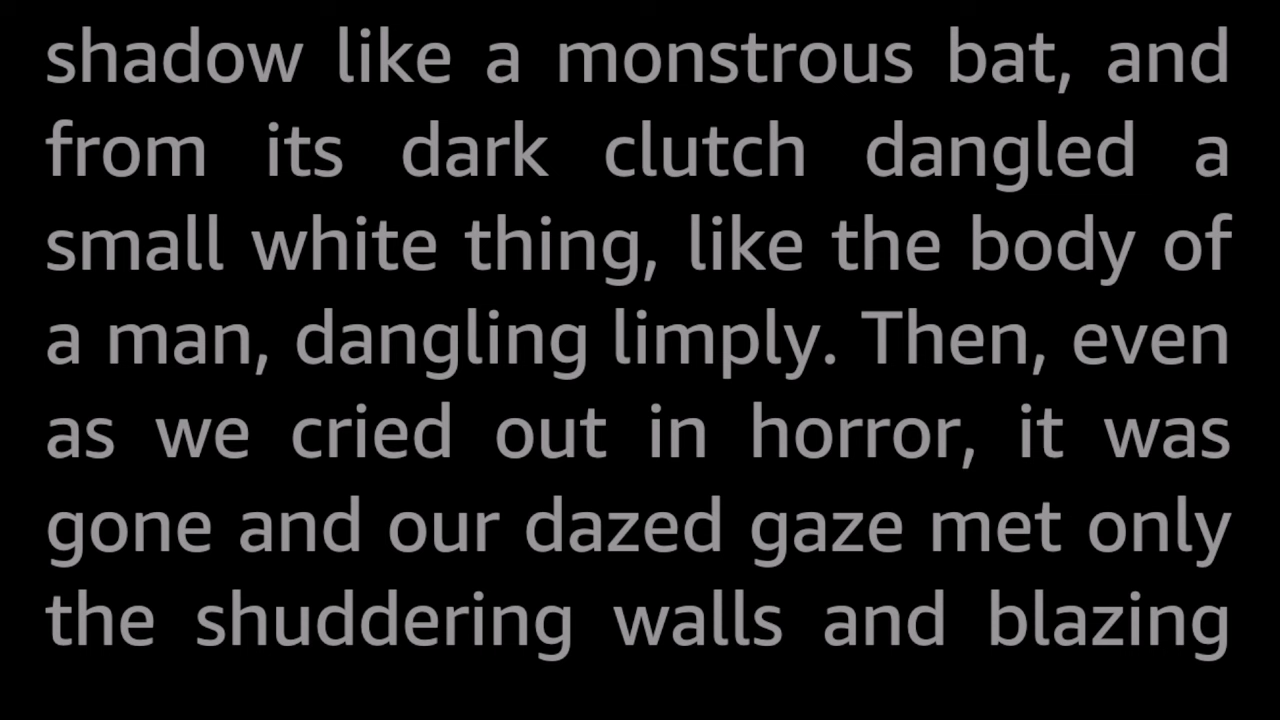 shadow like a monstrous bat, and
from its dark clutch dangled a
small white thing, like the body of
a man, dangling limply. Then, even
as we cried out in horror, it was
gone and our dazed gaze met only
the shuddering walls and blazing